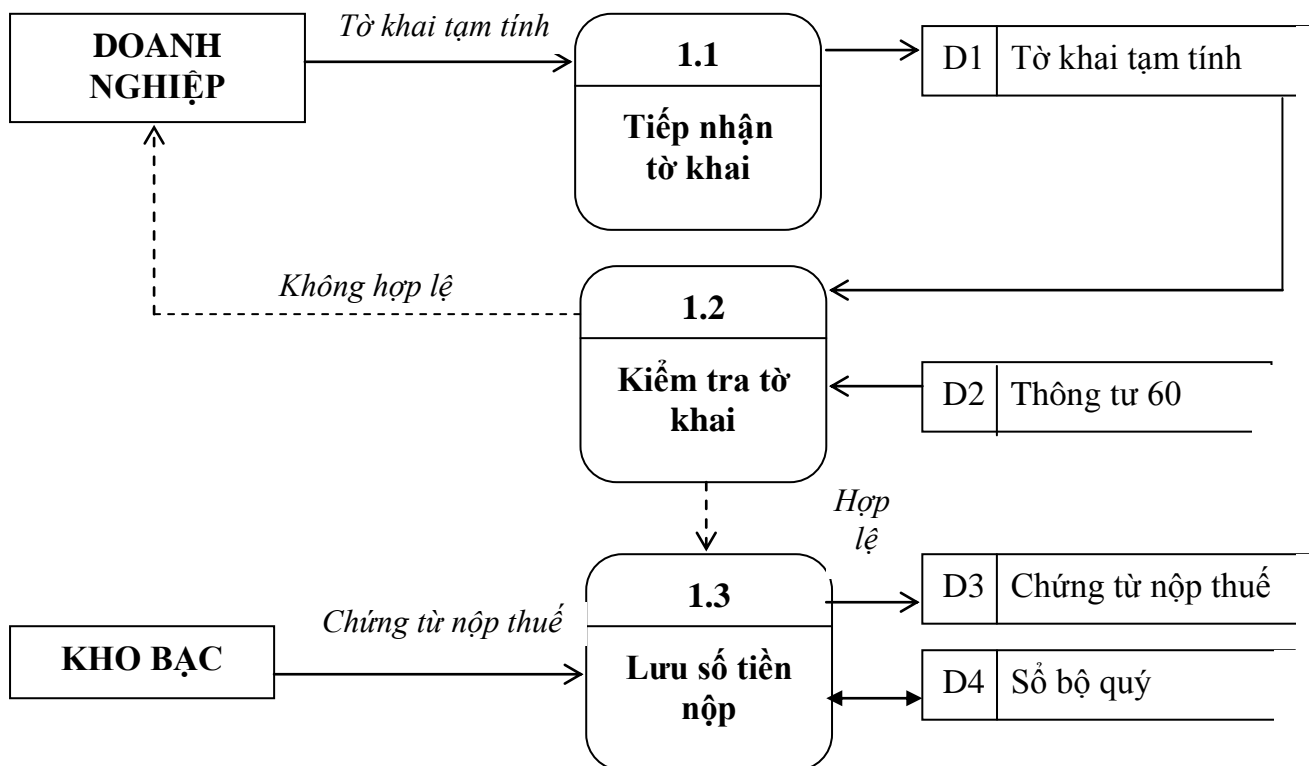 Tờ khai tạm tính
DOANH
NGHIỆP
1.1
D1 Tờ khai tạm tính
Tiếp nhận
tờ khai
Không hợp lệ
1.2
Kiểm tra tờ
khai
D2 Thông tư 60
Hợp
lệ
1.3
D3 Chứng từ nộp thuế
Chứng từ nộp thuế
KHO BẠC
Lưu số tiền
nộp
D4 Sổ bộ quý